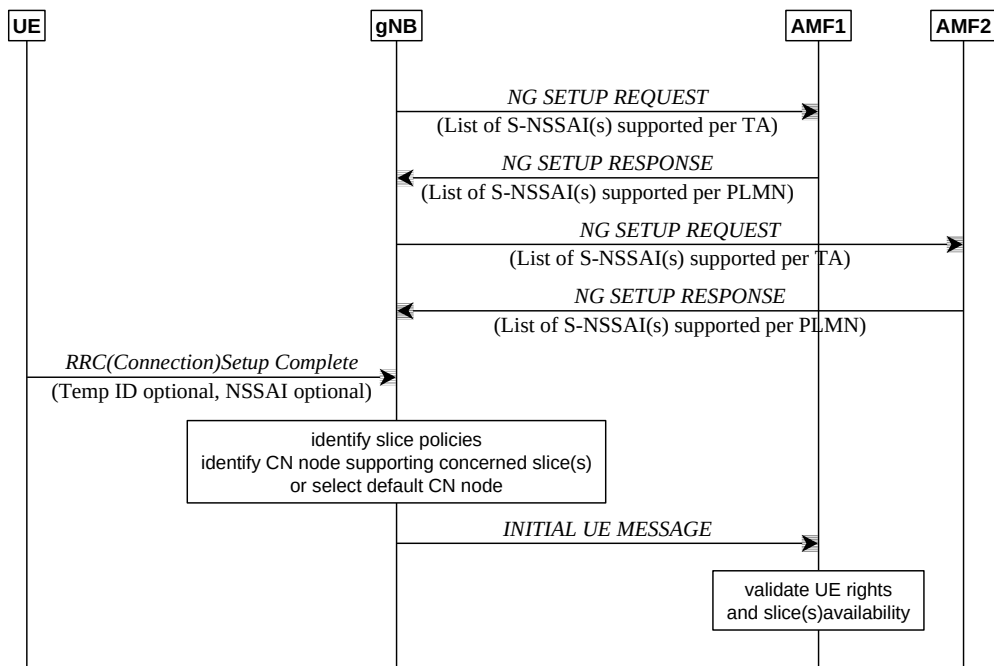 UE gNB AMF1 AMF2
NG SETUP REQUEST
(List of S-NSSAI(s) supported per TA)
NG SETUP RESPONSE
(List of S-NSSAI(s) supported per PLMN)
NG SETUP REQUEST
(List of S-NSSAI(s) supported per TA)
NG SETUP RESPONSE
(List of S-NSSAI(s) supported per PLMN)
RRC(Connection)Setup Complete
(Temp ID optional, NSSAI optional)
identify slice policies
identify CN node supporting concerned slice(s)
or select default CN node
INITIAL UE MESSAGE
validate UE rights
and slice(s)availability